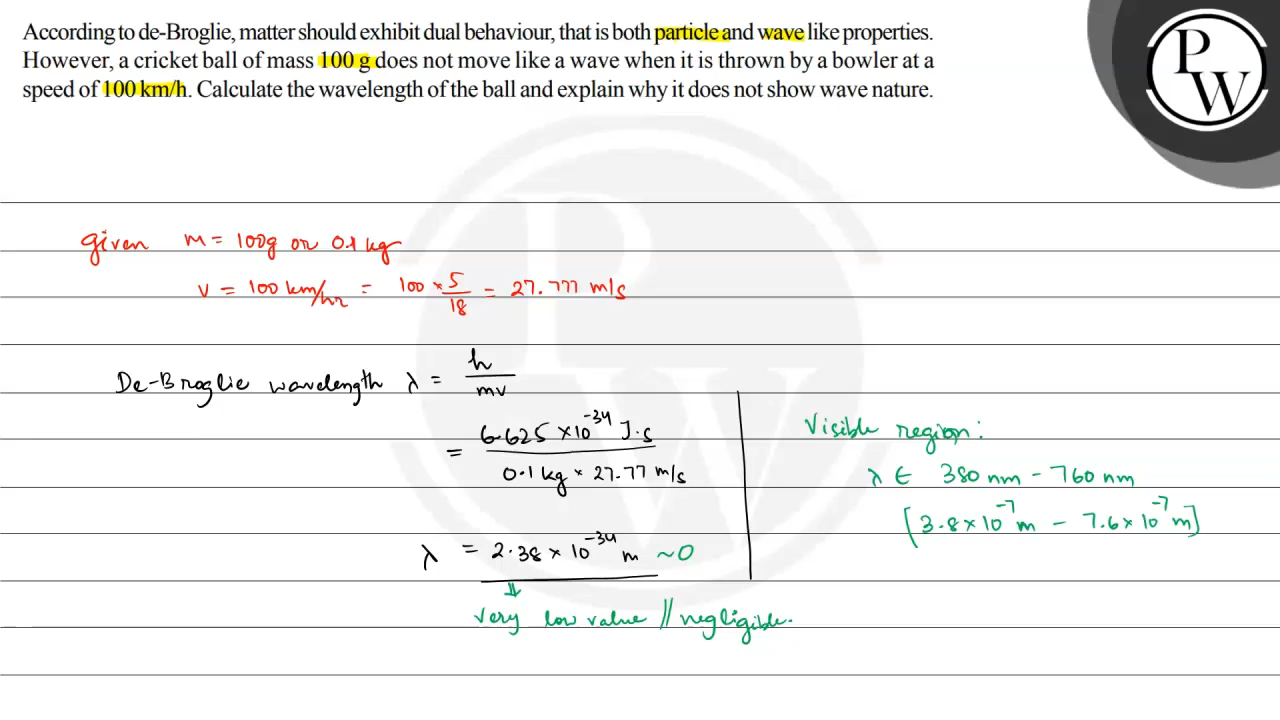 According to de-Broglie, matter should exhibit dual behaviour, that is both particle and wave like properties.
However, a cricket ball of mass 100 g does not move like a wave when it is thrown by a bowler at a
speed of 100 km/h. Calculate the wavelength of the ball and explain why it does not show wave nature.
P
W
given m = 100g or 0.1 kg
v = 100 km/hr = 100 × 5/18 = 27.777 m/s
De-Broglie wavelength λ = h/mv
= 6.625 × 10⁻³⁴ J.s / 0.1 kg × 27.77 m/s
λ = 2.38 × 10⁻³⁴ m ~0
⇓
very low value // negligible.
Visible region:
λ ∈ 380 nm - 760 nm
[3.8 × 10⁻⁷ m - 7.6 × 10⁻⁷ m]